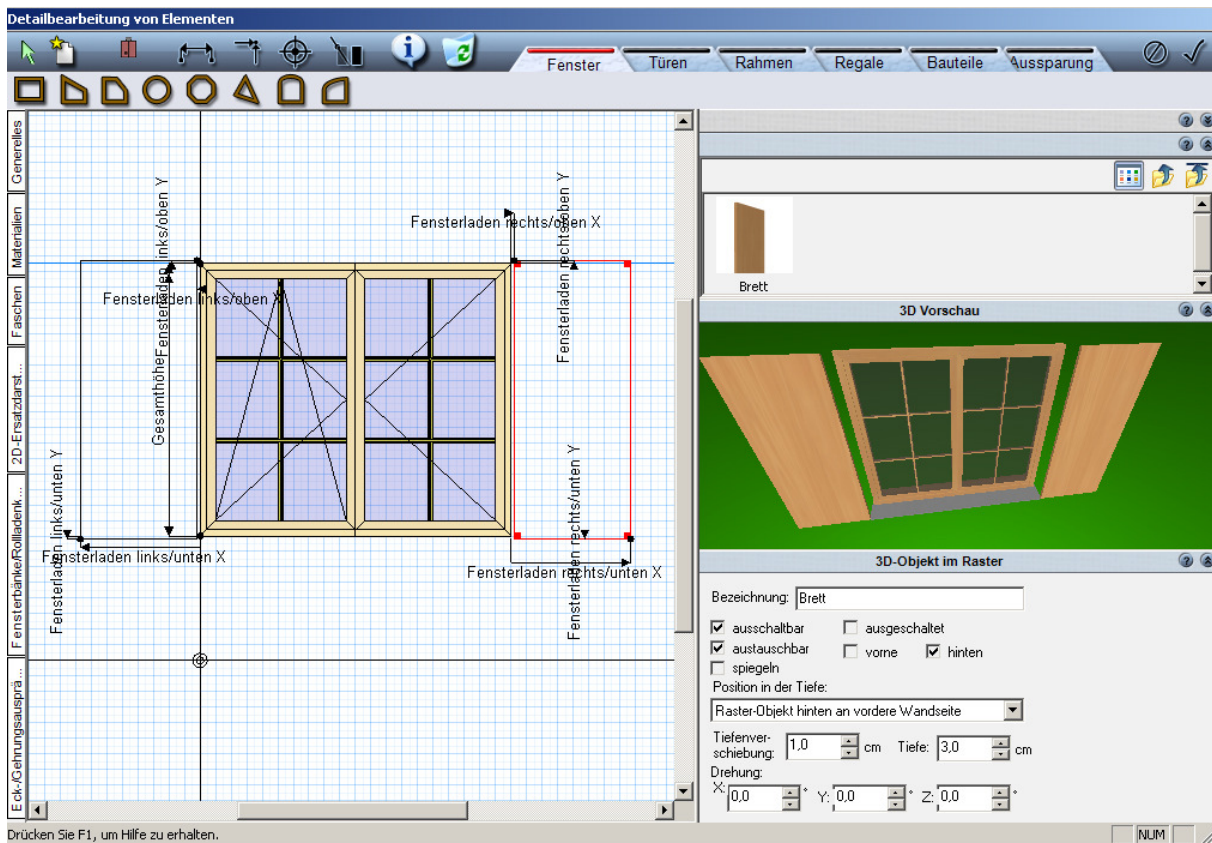 Detailbearbeitung von Elementen
Fenster
Türen
Rahmen
Regale
Bauteile
Aussparung
Generelles
Materialien
Faschen
2D-Ersatzdarst...
Fensterbänke/Rolladenk...
Eck-/Gehrungsausprä...
Fensterladen links/oben Y
Fensterladen links/oben X
Gesamthöhe
Fensterladen links/unten Y
Fensterladen links/unten X
Fensterladen rechts/oben X
Fensterladen rechts/oben Y
Fensterladen rechts/unten Y
Fensterladen rechts/unten X
Brett
3D Vorschau
3D-Objekt im Raster
Bezeichnung: Brett
ausschaltbar ausgeschaltet
austauschbar vorne hinten
spiegeln
Position in der Tiefe:
Raster-Objekt hinten an vordere Wandseite
Tiefenver-
schiebung: 1,0 cm Tiefe: 3,0 cm
Drehung:
X: 0,0 ° Y: 0,0 ° Z: 0,0 °
Drücken Sie F1, um Hilfe zu erhalten.
NUM